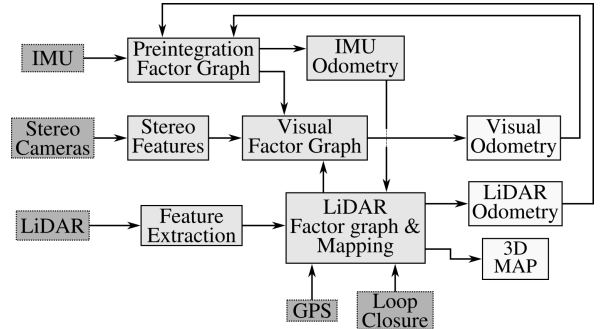 IMU
Preintegration
Factor Graph
IMU
Odometry
Stereo
Cameras
Stereo
Features
Visual
Factor Graph
Visual
Odometry
LiDAR
Feature
Extraction
LiDAR
Factor graph &
Mapping
LiDAR
Odometry
3D
MAP
GPS
Loop
Closure